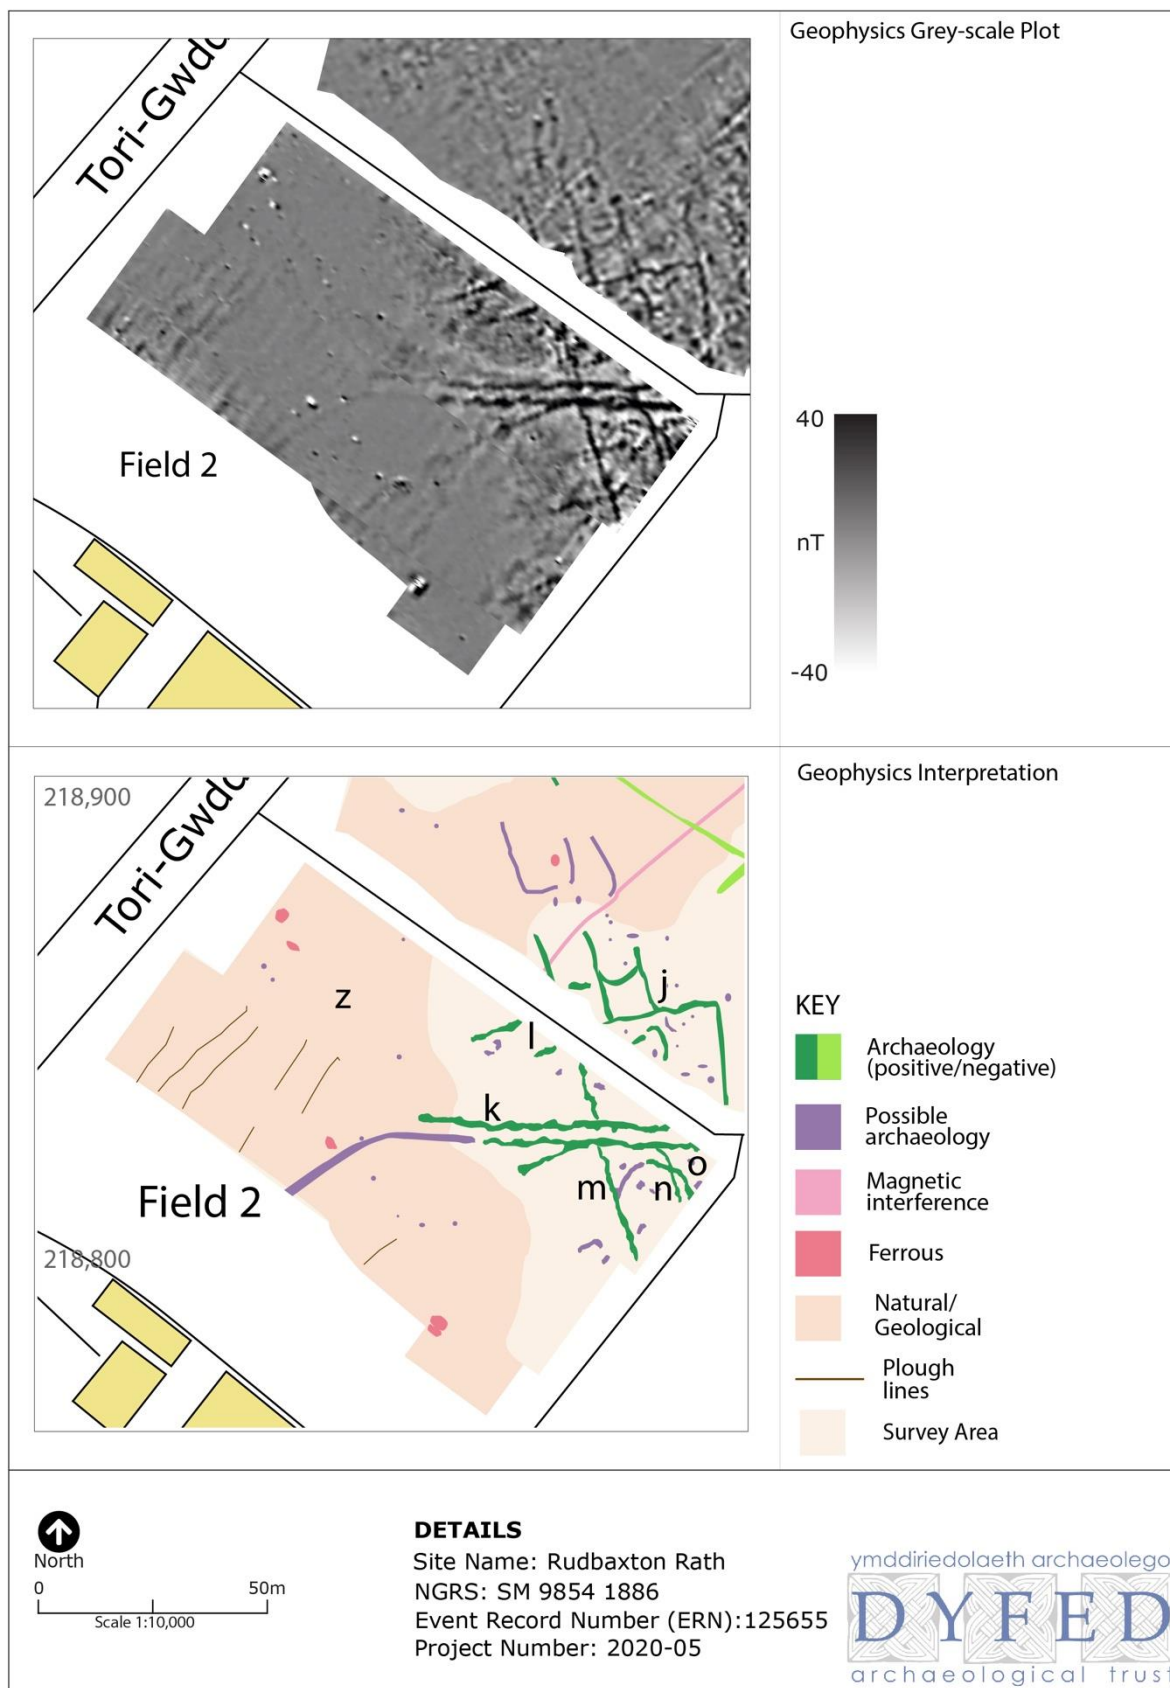 Geophysics Grey-scale Plot
Tori-Gwdd
Field 2
40
nT
-40
Geophysics Interpretation
218,900
Tori-Gwdd
z
j
l
k
o
m
n
Field 2
218,800
KEY
Archaeology
(positive/negative)
Possible
archaeology
Magnetic
interference
Ferrous
Natural/
Geological
Plough
lines
Survey Area
North
0 50m
Scale 1:10,000
DETAILS
Site Name: Rudbaxton Rath
NGRS: SM 9854 1886
Event Record Number (ERN):125655
Project Number: 2020-05
ymddiriedolaeth archaeolego
DYFED
archaeological trust